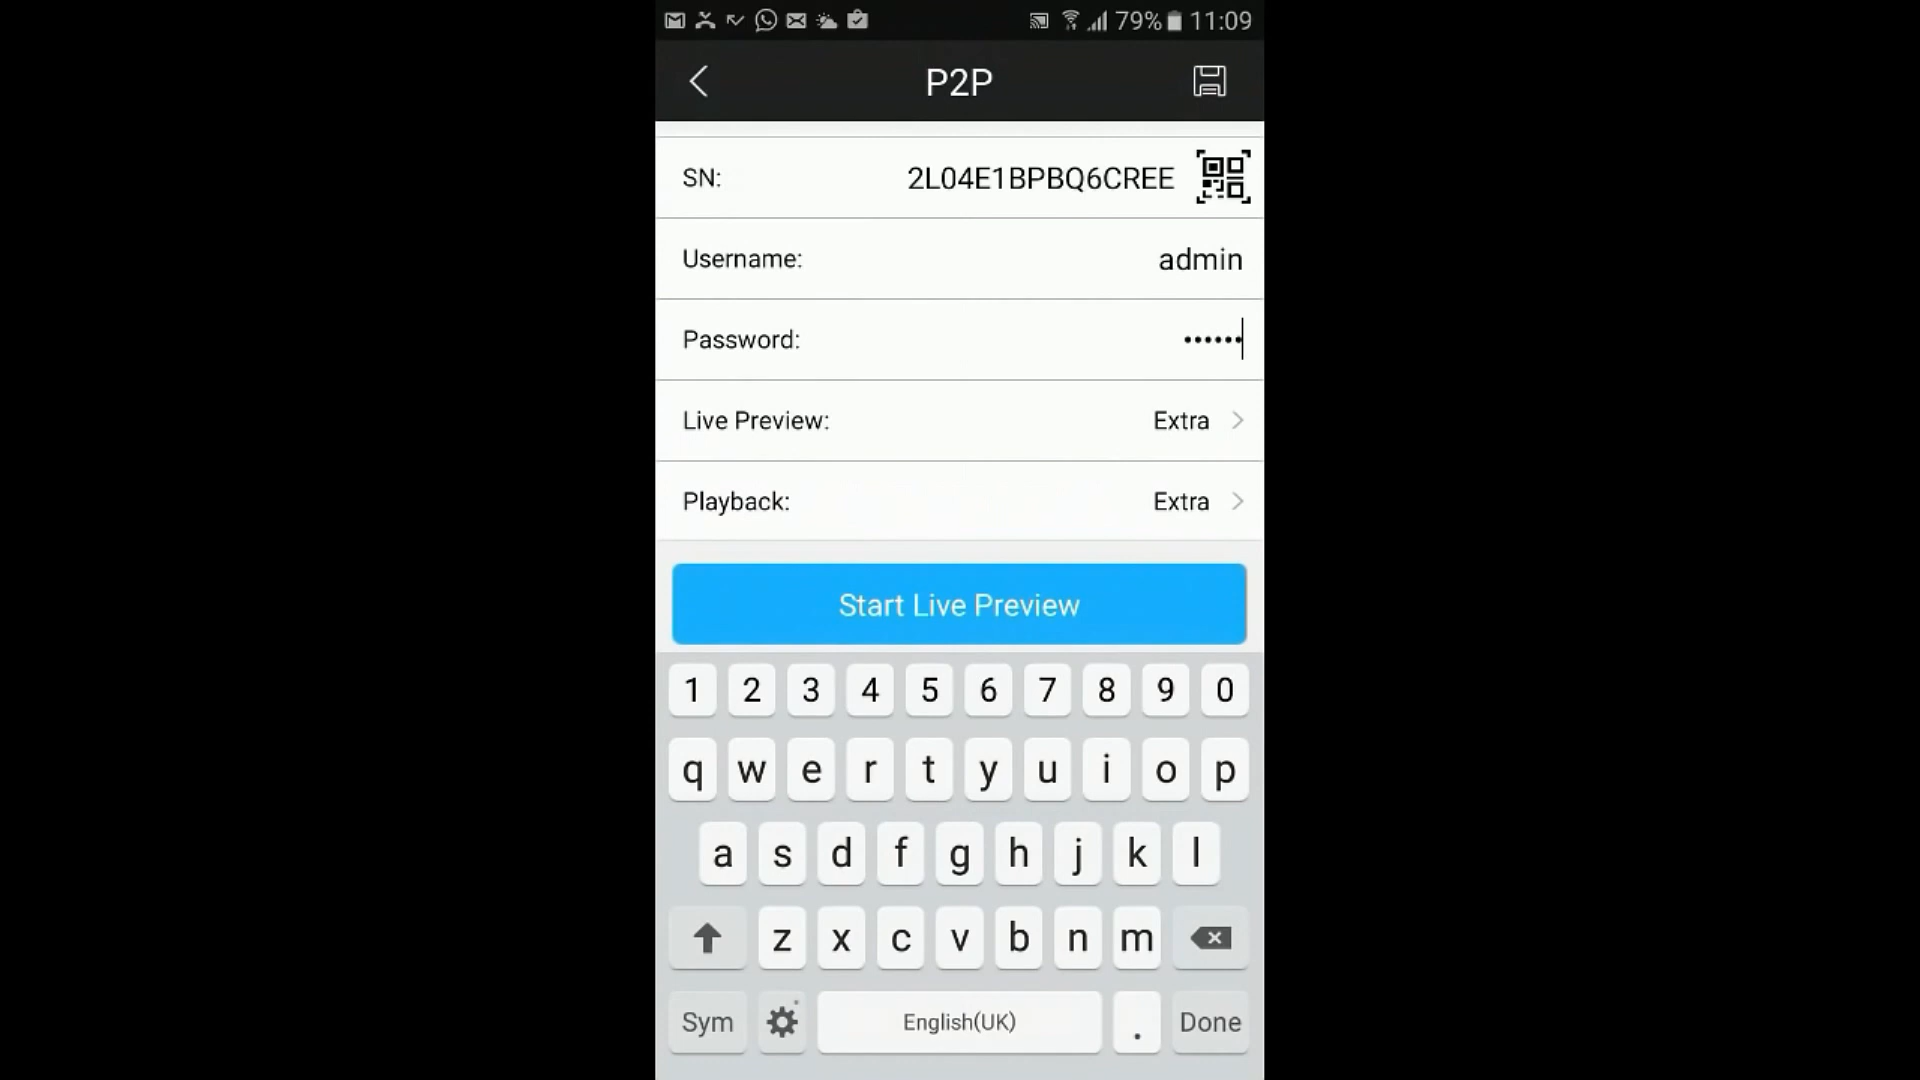 79% 11:09
P2P
SN: 2L04E1BPBQ6CREE
Username: admin
Password: ••••••
Live Preview: Extra
Playback: Extra
Start Live Preview
1 2 3 4 5 6 7 8 9 0
q w e r t y u i o p
a s d f g h j k l
z x c v b n m
Sym English(UK) . Done